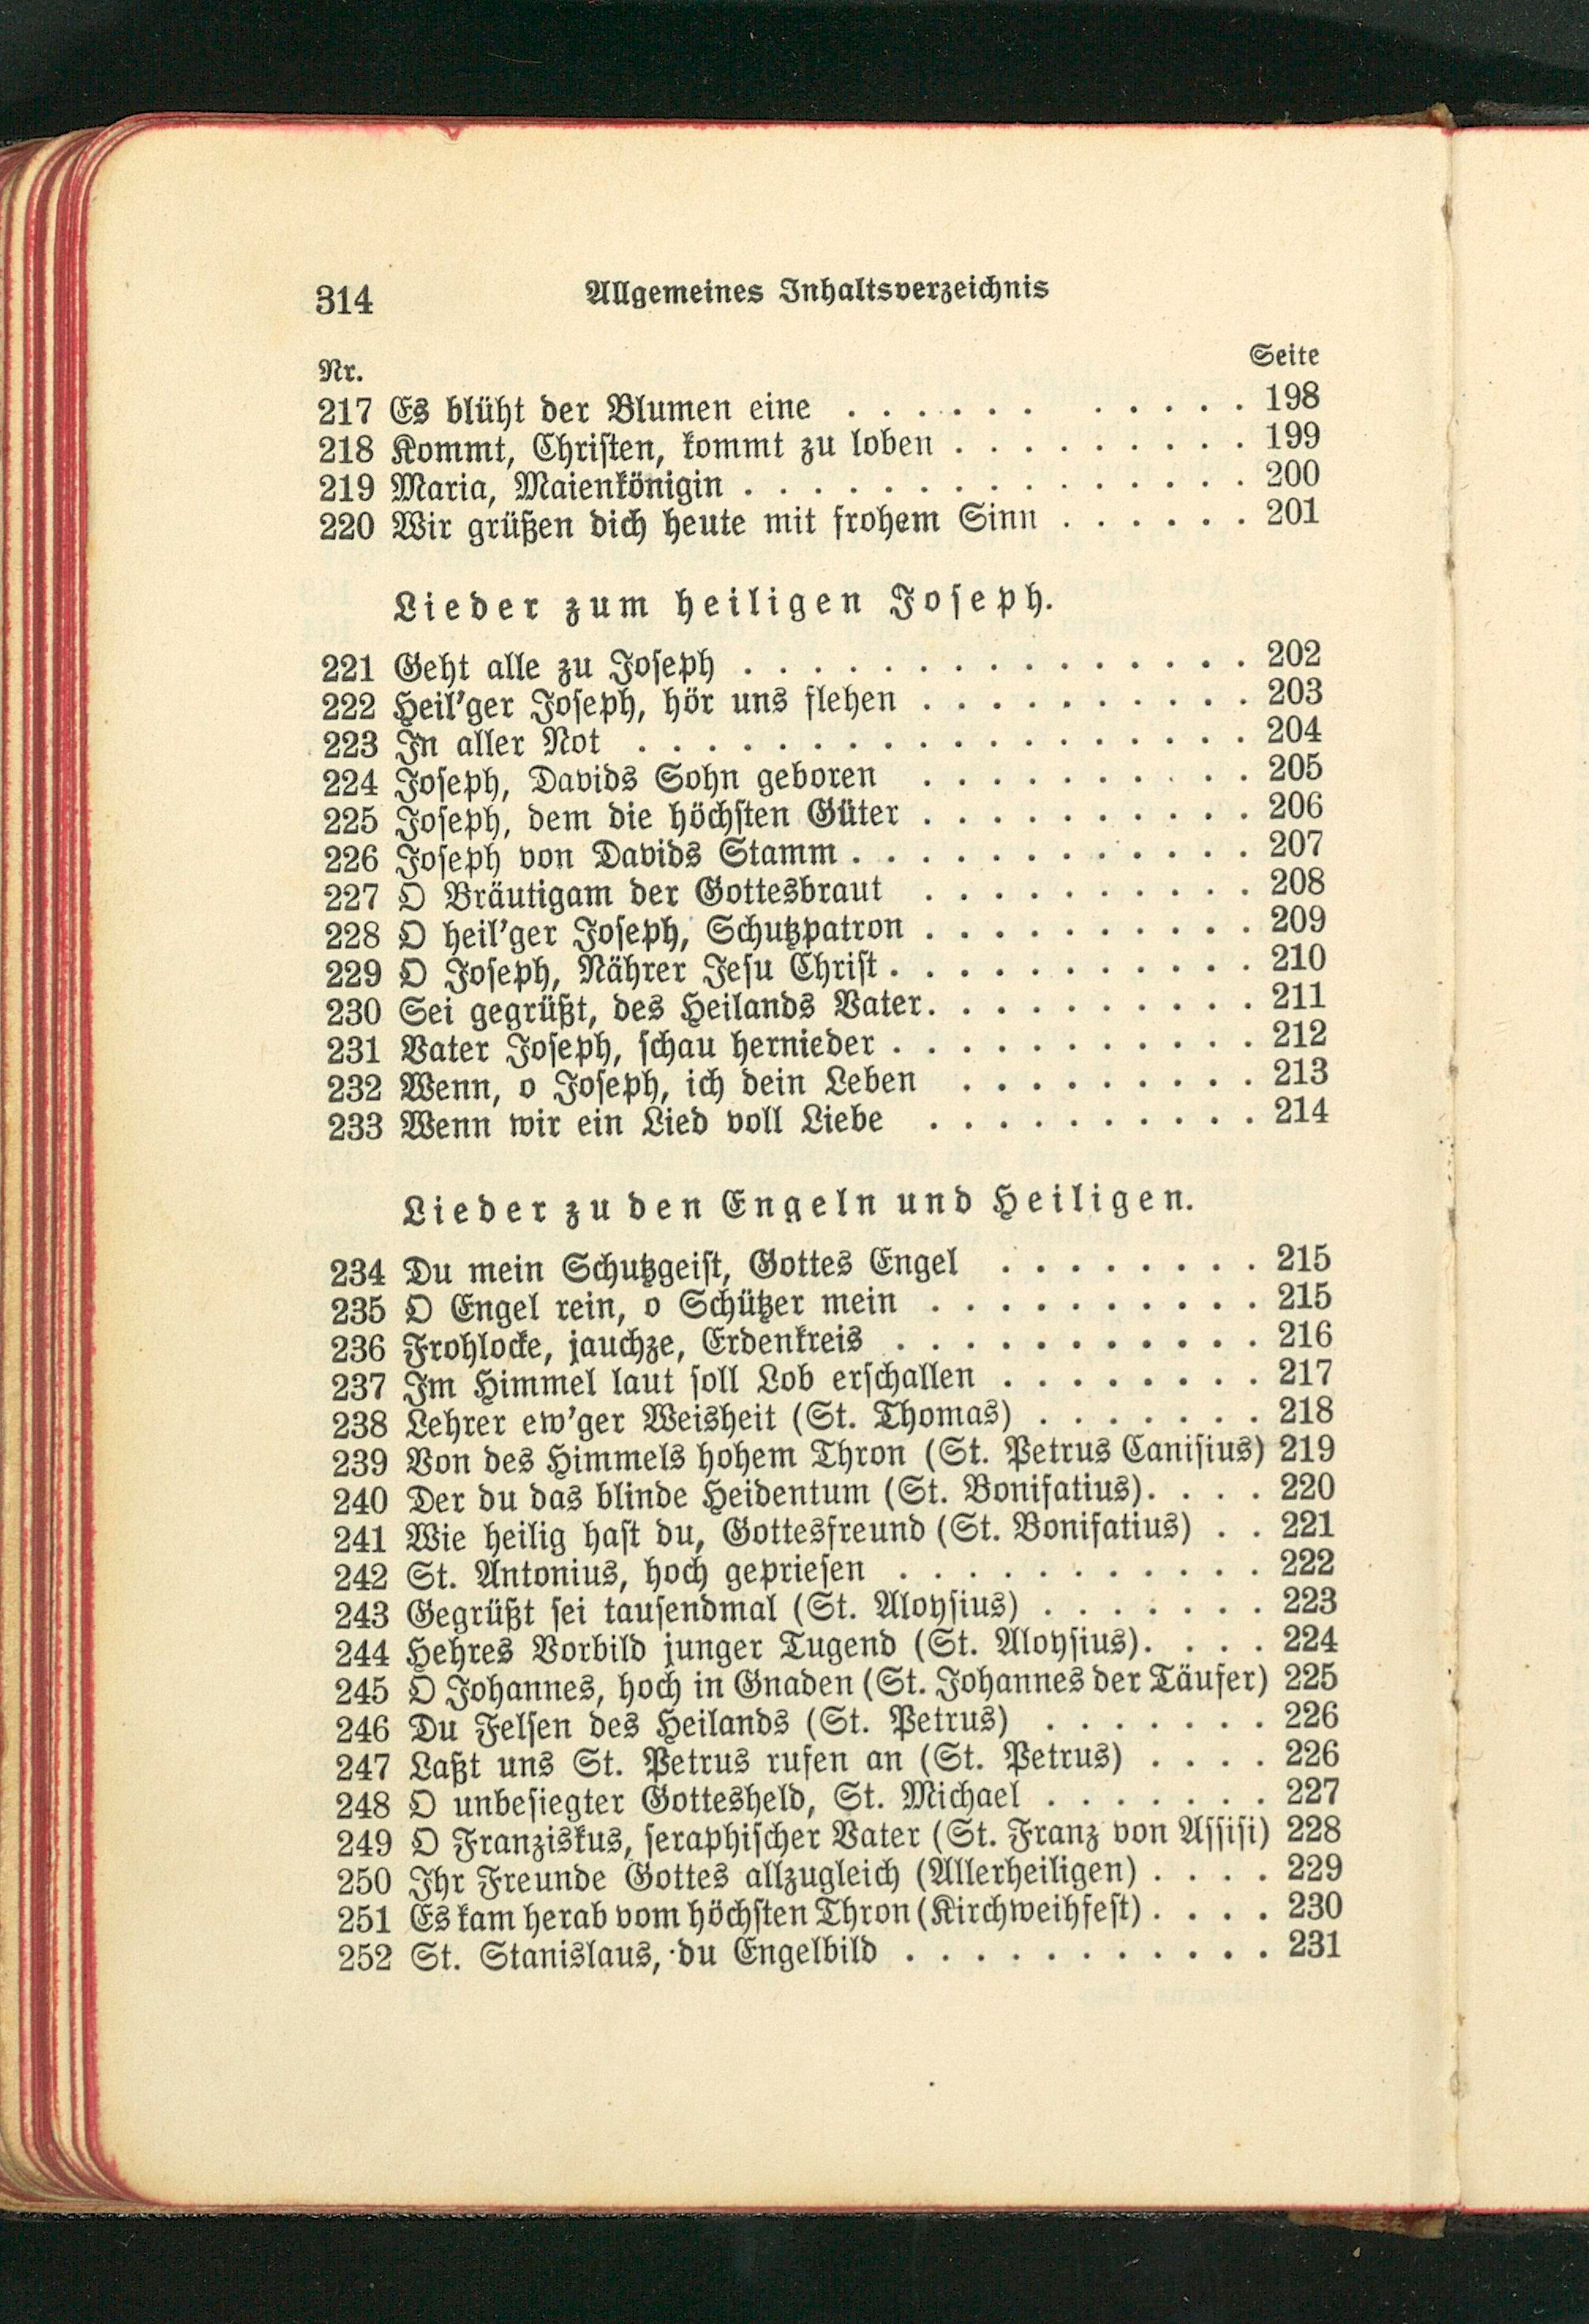 314 Allgemeines Inhaltsverzeichnis
Nr. Seite
217 Es blüht der Blumen eine . . . . . . . . . . . 198
218 Kommt, Christen, kommt zu loben . . . . . . . . . 199
219 Maria, Maienkönigin . . . . . . . . . . . . . . . 200
220 Wir grüßen dich heute mit frohem Sinn . . . . . . 201
Lieder zum heiligen Joseph.
221 Geht alle zu Joseph . . . . . . . . . . . . . . . 202
222 Heil'ger Joseph, hör uns flehen . . . . . . . . . . 203
223 In aller Not . . . . . . . . . . . . . . . . . . 204
224 Joseph, Davids Sohn geboren . . . . . . . . . . 205
225 Joseph, dem die höchsten Güter . . . . . . . . . . 206
226 Joseph von Davids Stamm . . . . . . . . . . . . 207
227 O Bräutigam der Gottesbraut . . . . . . . . . . 208
228 O heil'ger Joseph, Schutzpatron . . . . . . . . . . 209
229 O Joseph, Nährer Jesu Christ . . . . . . . . . . . 210
230 Sei gegrüßt, des Heilands Vater. . . . . . . . . . 211
231 Vater Joseph, schau hernieder . . . . . . . . . . . 212
232 Wenn, o Joseph, ich dein Leben . . . . . . . . . 213
233 Wenn wir ein Lied voll Liebe . . . . . . . . . . 214
Lieder zu den Engeln und Heiligen.
234 Du mein Schutzgeist, Gottes Engel . . . . . . . . 215
235 O Engel rein, o Schützer mein . . . . . . . . . . 215
236 Frohlocke, jauchze, Erdenkreis . . . . . . . . . . . 216
237 Im Himmel laut soll Lob erschallen . . . . . . . . 217
238 Lehrer ew'ger Weisheit (St. Thomas) . . . . . . . 218
239 Von des Himmels hohem Thron (St. Petrus Canisius) 219
240 Der du das blinde Heidentum (St. Bonifatius). . . . 220
241 Wie heilig hast du, Gottesfreund (St. Bonifatius) . . 221
242 St. Antonius, hoch gepriesen . . . . . . . . . . . 222
243 Gegrüßt sei tausendmal (St. Aloysius) . . . . . . . 223
244 Hehres Vorbild junger Tugend (St. Aloysius). . . . 224
245 O Johannes, hoch in Gnaden (St. Johannes der Täufer) 225
246 Du Felsen des Heilands (St. Petrus) . . . . . . . 226
247 Laßt uns St. Petrus rufen an (St. Petrus) . . . . 226
248 O unbesiegter Gottesheld, St. Michael . . . . . . . 227
249 O Franziskus, seraphischer Vater (St. Franz von Assisi) 228
250 Ihr Freunde Gottes allzugleich (Allerheiligen) . . . . 229
251 Es kam herab vom höchsten Thron (Kirchweihfest) . . . . 230
252 St. Stanislaus, du Engelbild . . . . . . . . . . . 231